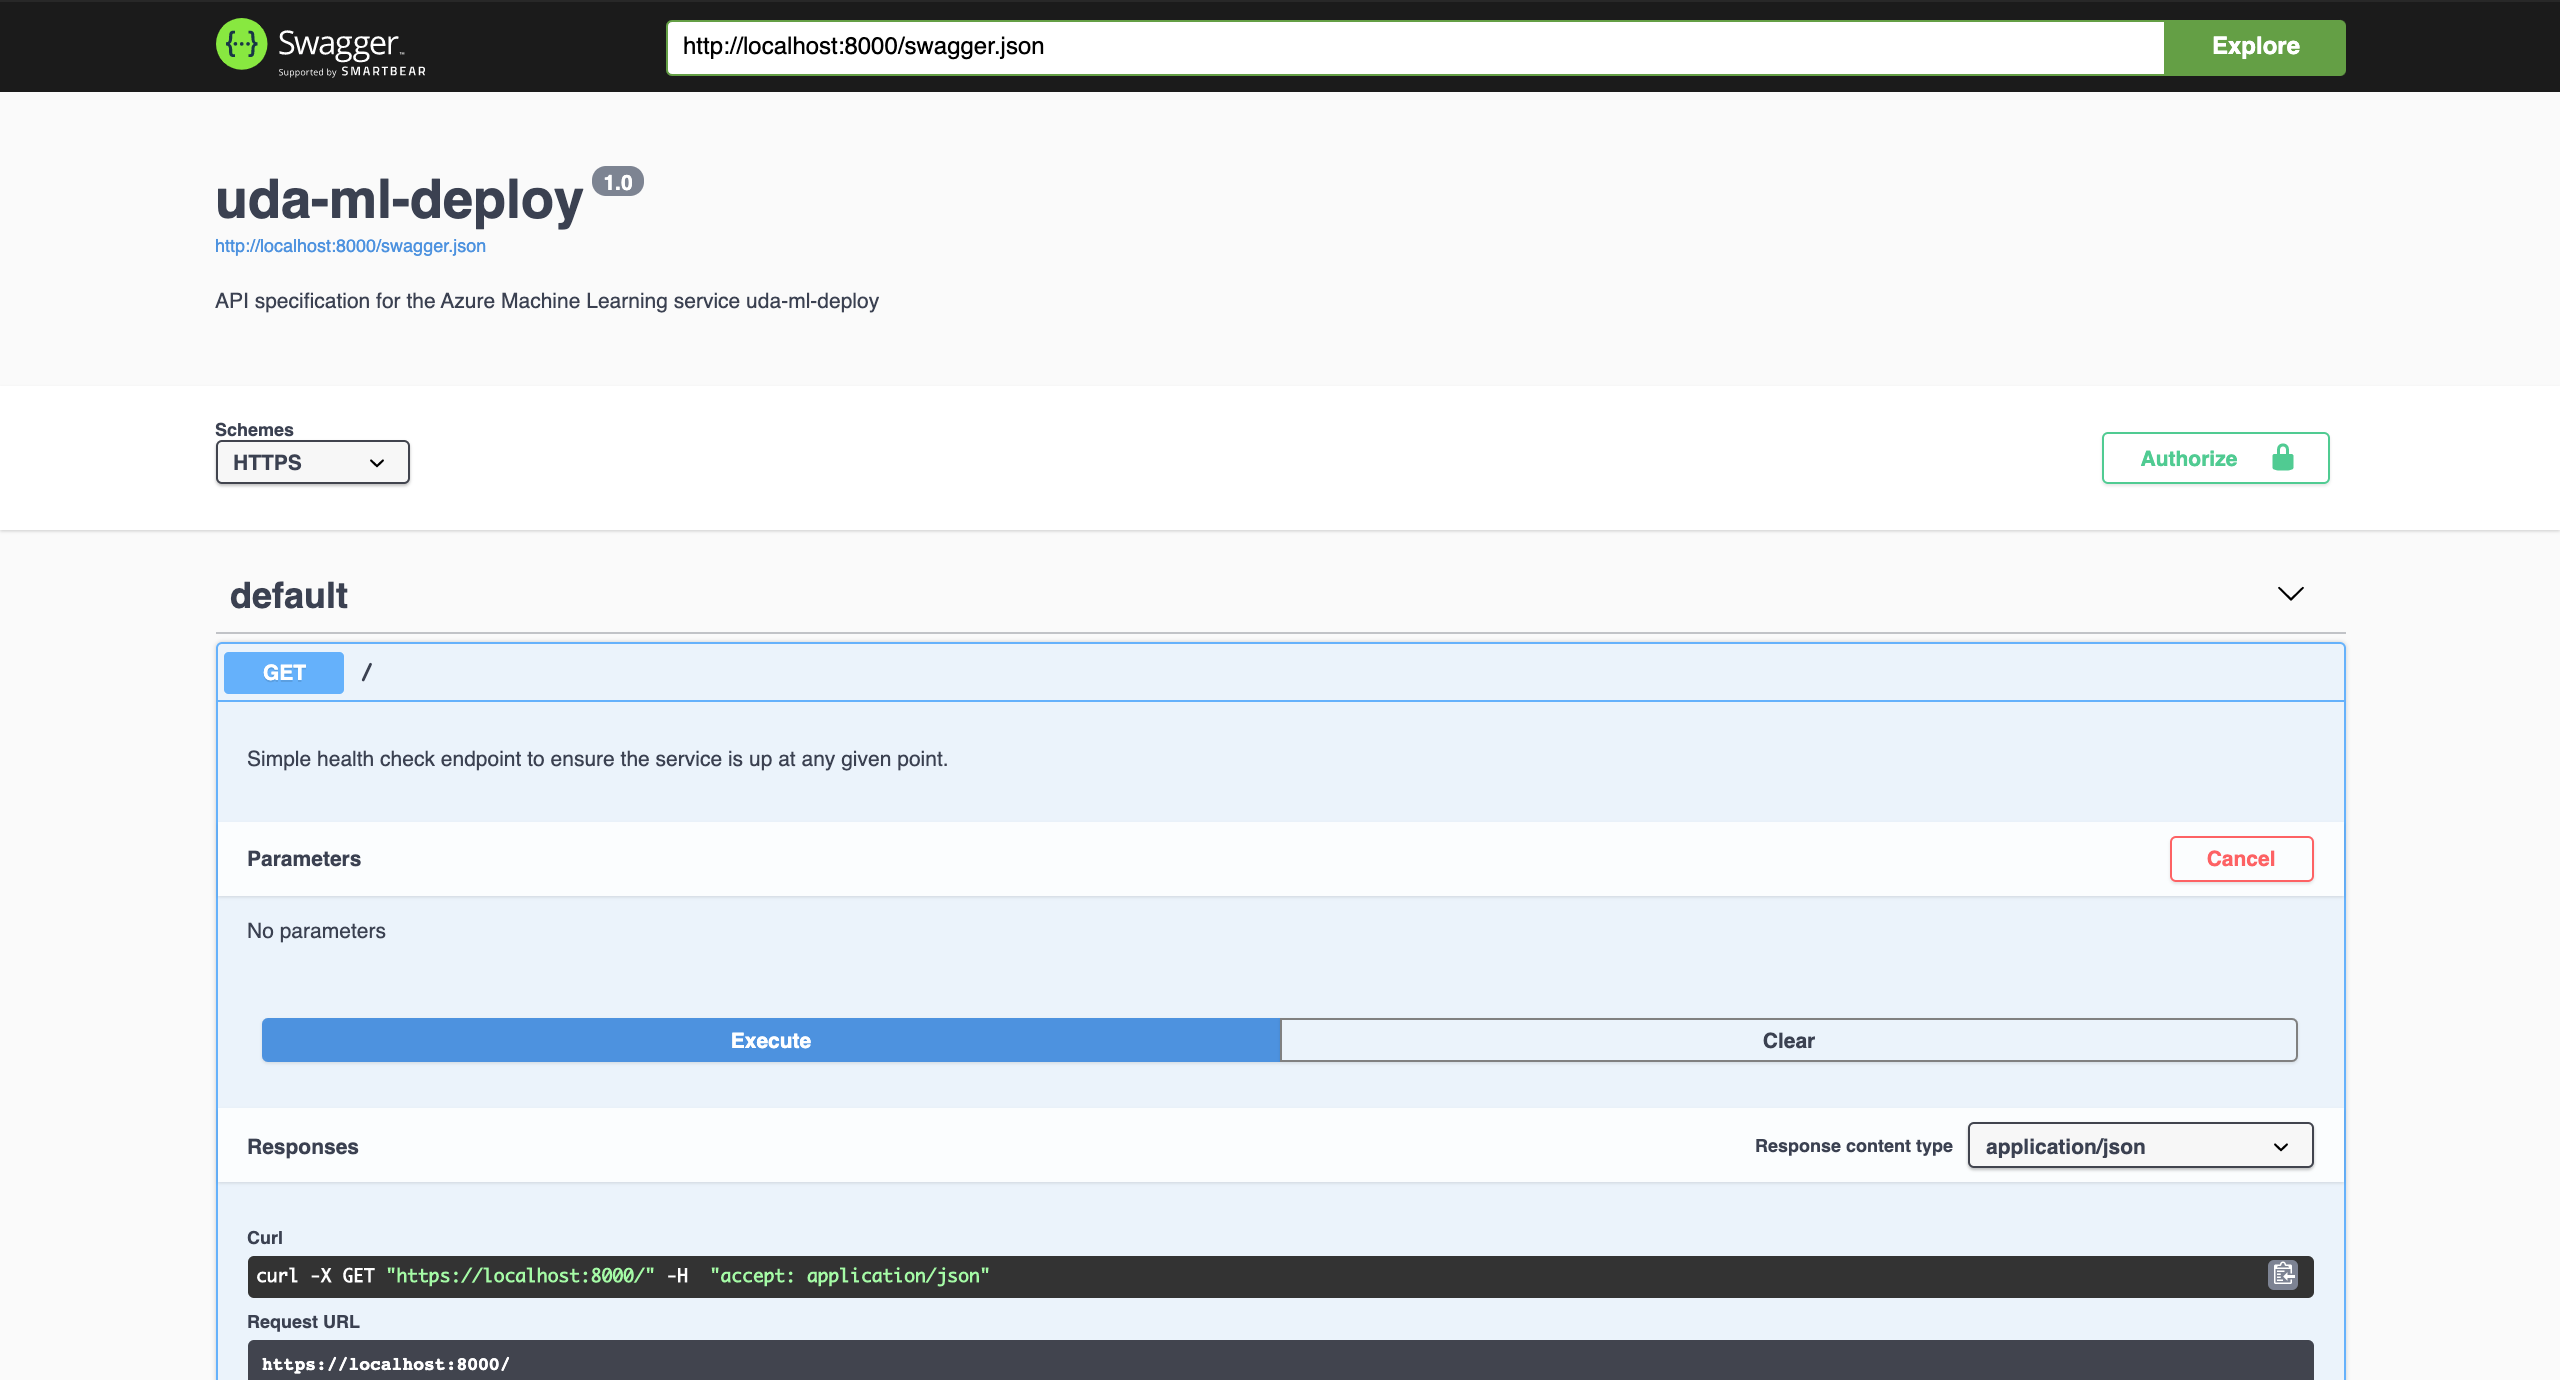 Swagger™
Supported by SMARTBEAR
http://localhost:8000/swagger.json
Explore
uda-ml-deploy 1.0
http://localhost:8000/swagger.json
API specification for the Azure Machine Learning service uda-ml-deploy
Schemes
HTTPS
Authorize
default
GET /
Simple health check endpoint to ensure the service is up at any given point.
Parameters
Cancel
No parameters
Execute
Clear
Responses
Response content type application/json
Curl
curl -X GET "https://localhost:8000/" -H  "accept: application/json"
Request URL
https://localhost:8000/